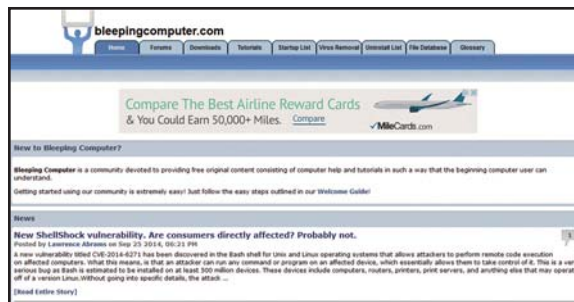 bleepingcomputer.com
Home Forums Downloads Tutorials Startup List Virus Removal Uninstall List File Database Glossary
Compare The Best Airline Reward Cards
& You Could Earn 50,000+ Miles. Compare
MileCards.com
New to Bleeping Computer?
Bleeping Computer is a community devoted to providing free original content consisting of computer help and tutorials in such a way that the beginning computer user can
understand.
Getting started using our community is extremely easy! Just follow the easy steps outlined in our Welcome Guide!
News
New ShellShock vulnerability. Are consumers directly affected? Probably not.
1
Posted by Lawrence Abrams on Sep 25 2014, 06:21 PM
A new vulnerability titled CVE-2014-6271 has been discovered in the Bash shell for Unix and Linux operating systems that allows attackers to perform remote code execution
on affected computers. What this means, is that an attacker can run any command or program on an affected device, which essentially allows them to take control of it. This is a very
serious bug as Bash is estimated to be installed on at least 500 million devices. These devices include computers, routers, printers, print servers, and anything else that may operat
off of a version Linux.Without going into specific details, the attack ...
[Read Entire Story]